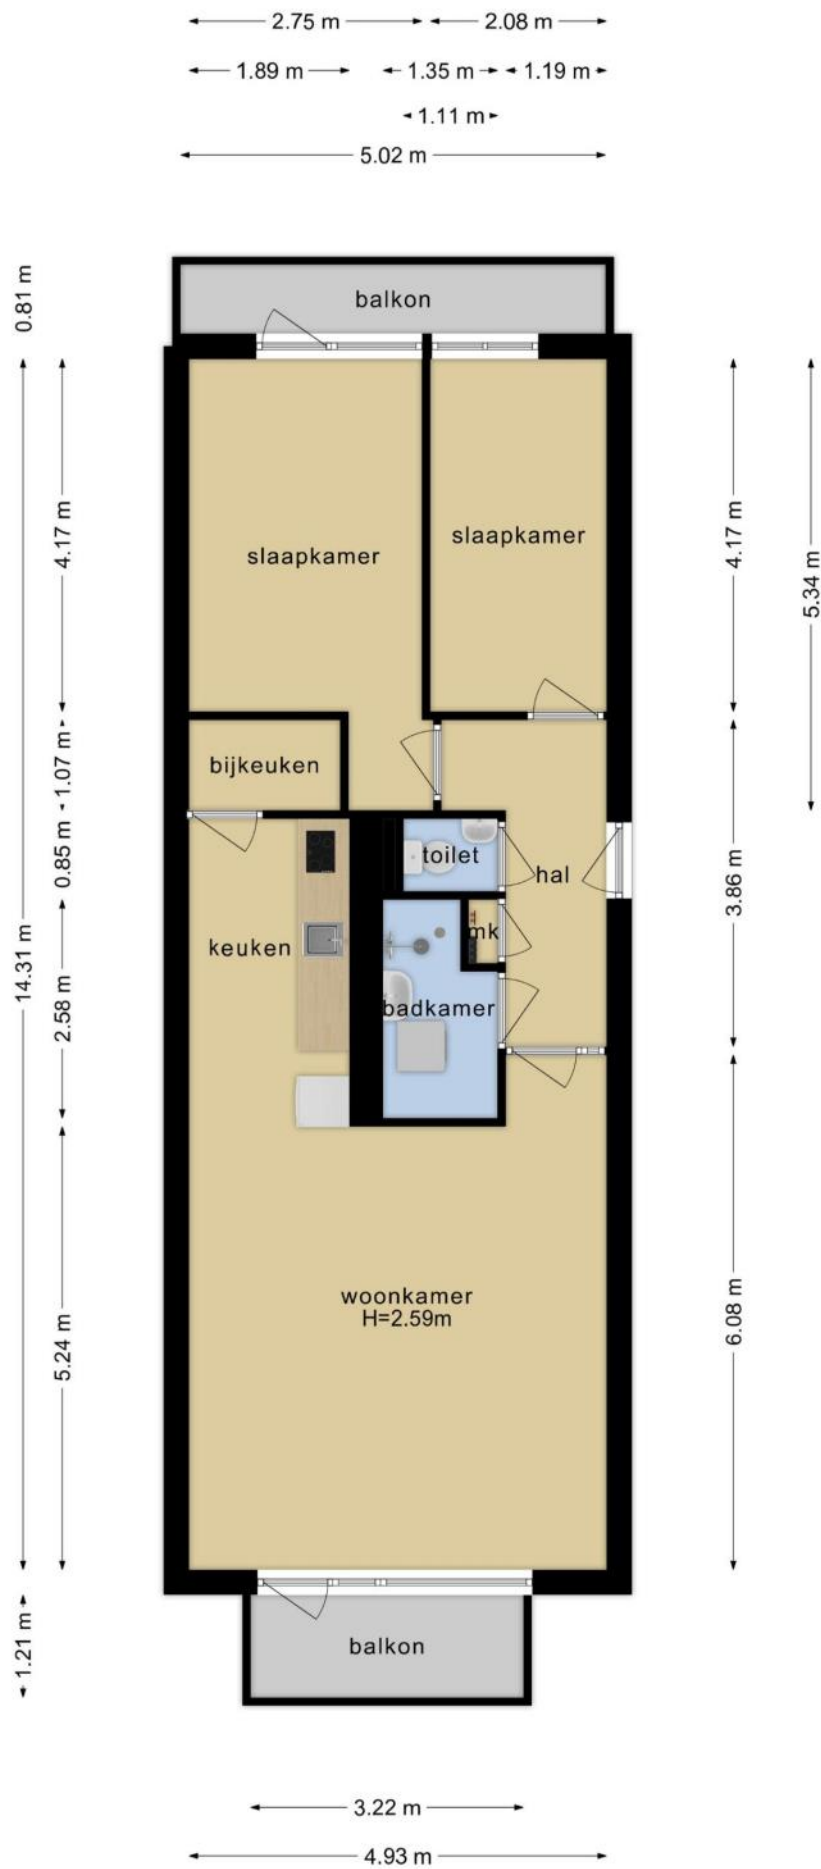 2.75 m
2.08 m
1.89 m
1.35 m
1.19 m
1.11 m
5.02 m
0.81 m
balkon
4.17 m
4.17 m
5.34 m
slaapkamer
slaapkamer
1.07 m
bijkeuken
0.85 m
toilet
hal
3.86 m
14.31 m
keuken
mk
2.58 m
badkamer
woonkamer
H=2.59m
5.24 m
6.08 m
1.21 m
balkon
3.22 m
4.93 m